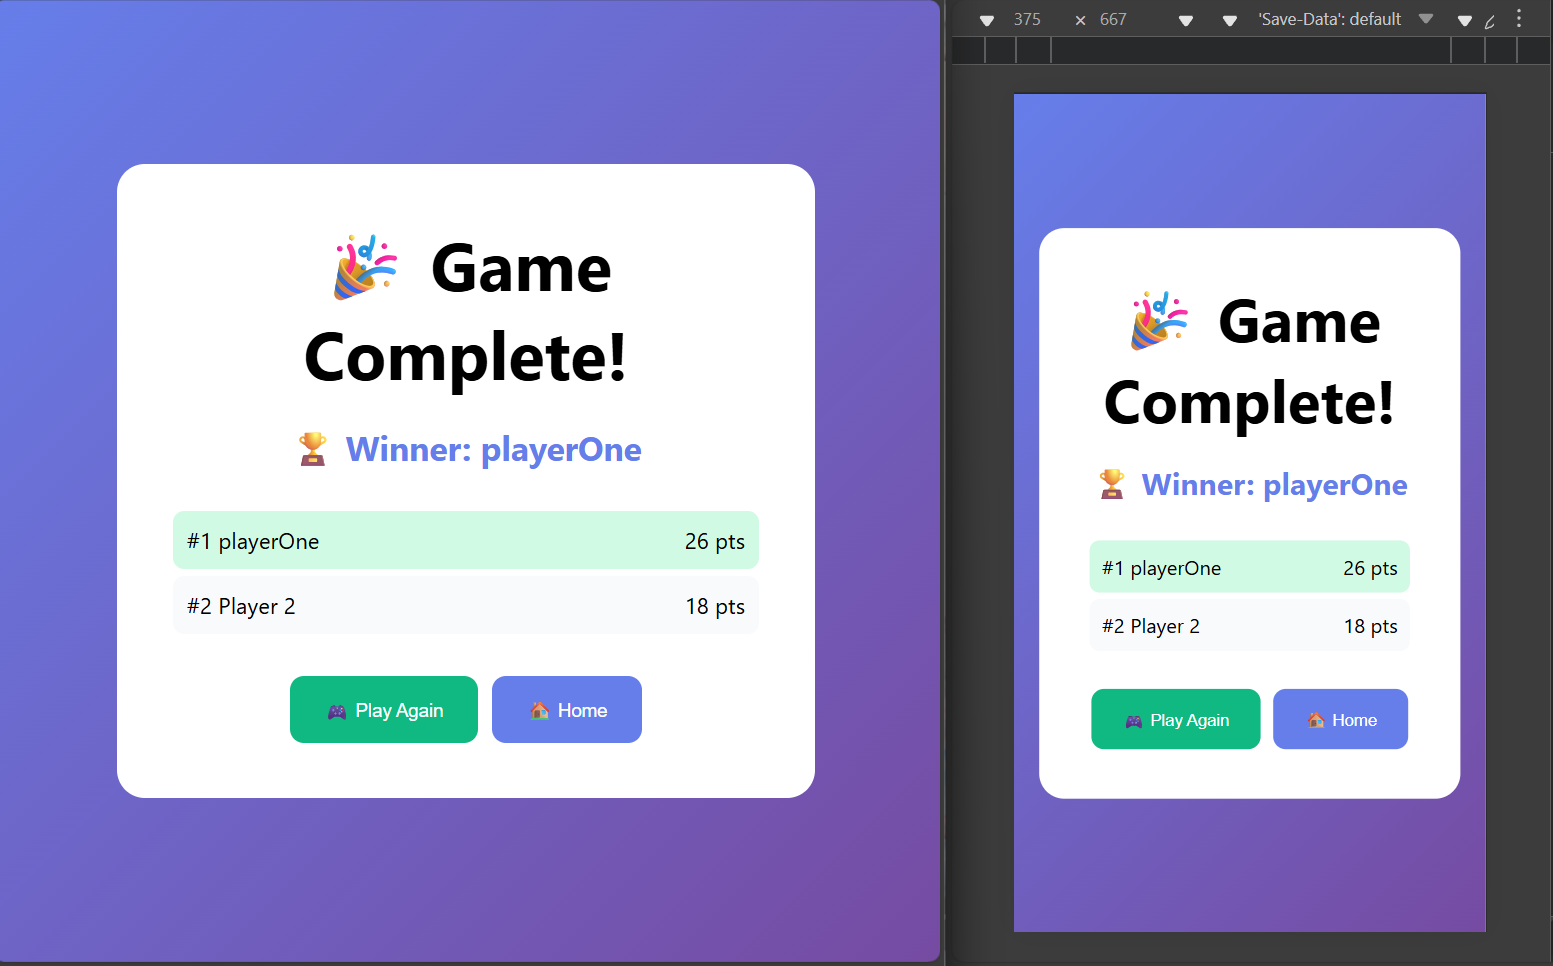 🎉 Game
Complete!
🏆 Winner: playerOne
#1 playerOne 26 pts
#2 Player 2 18 pts
🎮 Play Again 🏠 Home
375 × 667 'Save-Data': default
🎉 Game
Complete!
🏆 Winner: playerOne
#1 playerOne 26 pts
#2 Player 2 18 pts
🎮 Play Again 🏠 Home